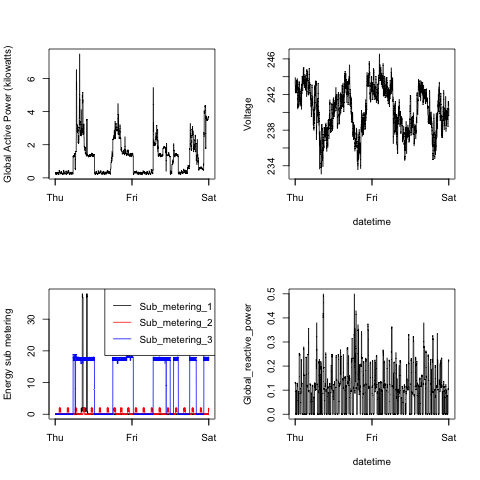 Global Active Power (kilowatts)
0 2 4 6
Thu Fri Sat
Voltage
234 238 242 246
Thu Fri Sat
datetime
Energy sub metering
0 10 20 30
Sub_metering_1
Sub_metering_2
Sub_metering_3
Thu Fri Sat
Global_reactive_power
0.0 0.1 0.2 0.3 0.4 0.5
Thu Fri Sat
datetime